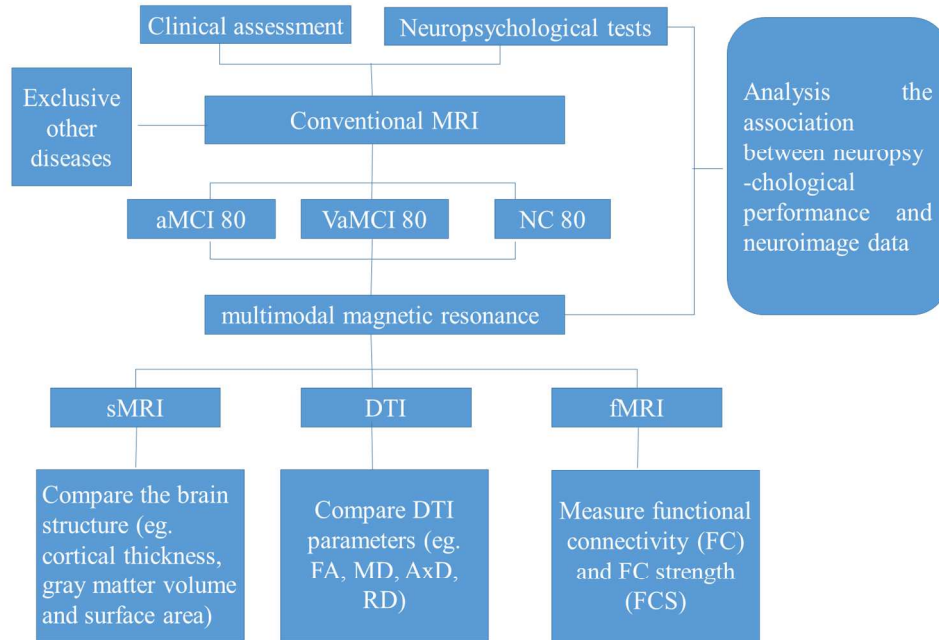 Clinical assessment
Neuropsychological tests
Exclusive
other
diseases
Conventional MRI
Analysis the
association
between neuropsy
-chological
performance and
neuroimage data
aMCI 80
VaMCI 80
NC 80
multimodal magnetic resonance
sMRI
DTI
fMRI
Compare the brain
structure (eg.
cortical thickness,
gray matter volume
and surface area)
Compare DTI
parameters (eg.
FA, MD, AxD,
RD)
Measure functional
connectivity (FC)
and FC strength
(FCS)